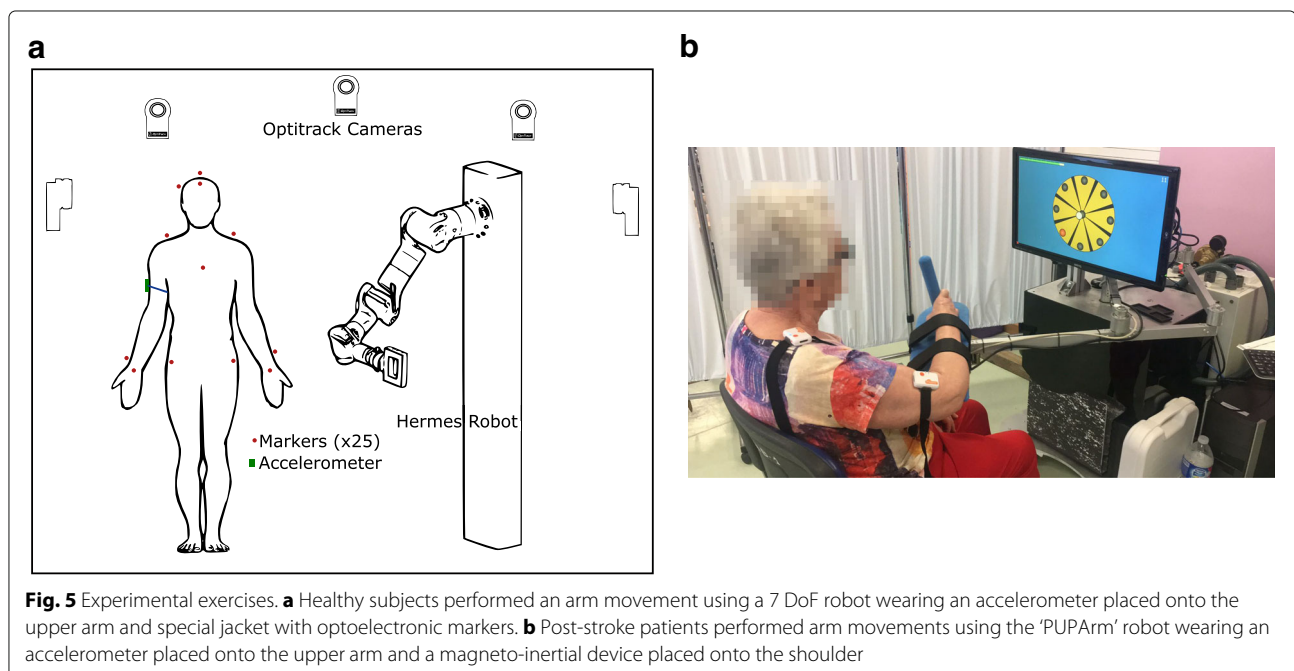 a
b
Optitrack Cameras
Hermes Robot
Markers (x25)
Accelerometer
Fig. 5 Experimental exercises. a Healthy subjects performed an arm movement using a 7 DoF robot wearing an accelerometer placed onto the
upper arm and special jacket with optoelectronic markers. b Post-stroke patients performed arm movements using the ‘PUPArm’ robot wearing an
accelerometer placed onto the upper arm and a magneto-inertial device placed onto the shoulder